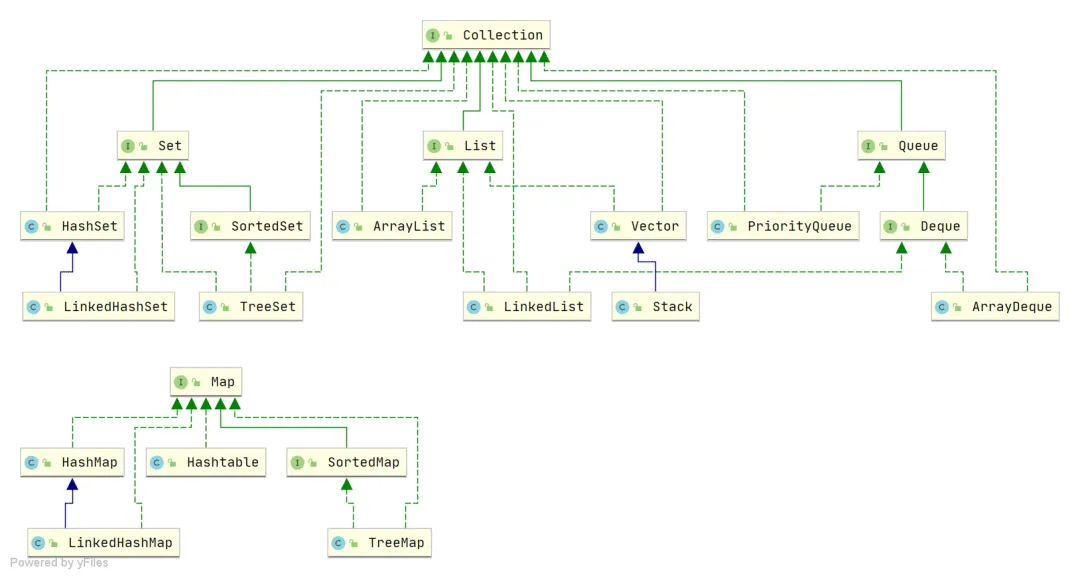 I Collection
I Set
I List
I Queue
C HashSet
I SortedSet
C ArrayList
C Vector
C PriorityQueue
I Deque
C LinkedHashSet
C TreeSet
C LinkedList
C Stack
C ArrayDeque
I Map
C HashMap
C Hashtable
I SortedMap
C LinkedHashMap
C TreeMap
Powered by yFiles